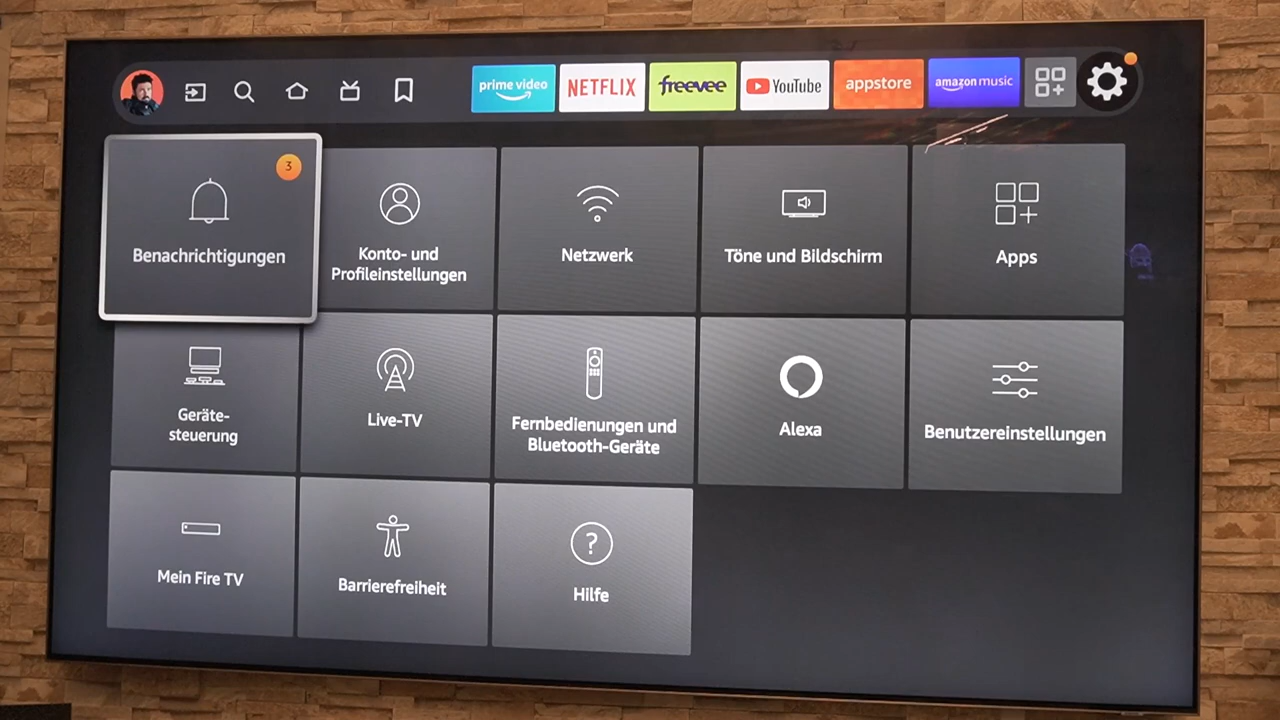 prime video
NETFLIX
freevee
YouTube
appstore
amazon music
3
Benachrichtigungen
Konto- und
Profileinstellungen
Netzwerk
Töne und Bildschirm
Apps
Geräte-
steuerung
Live-TV
Fernbedienungen und
Bluetooth-Geräte
Alexa
Benutzereinstellungen
Mein Fire TV
Barrierefreiheit
?
Hilfe